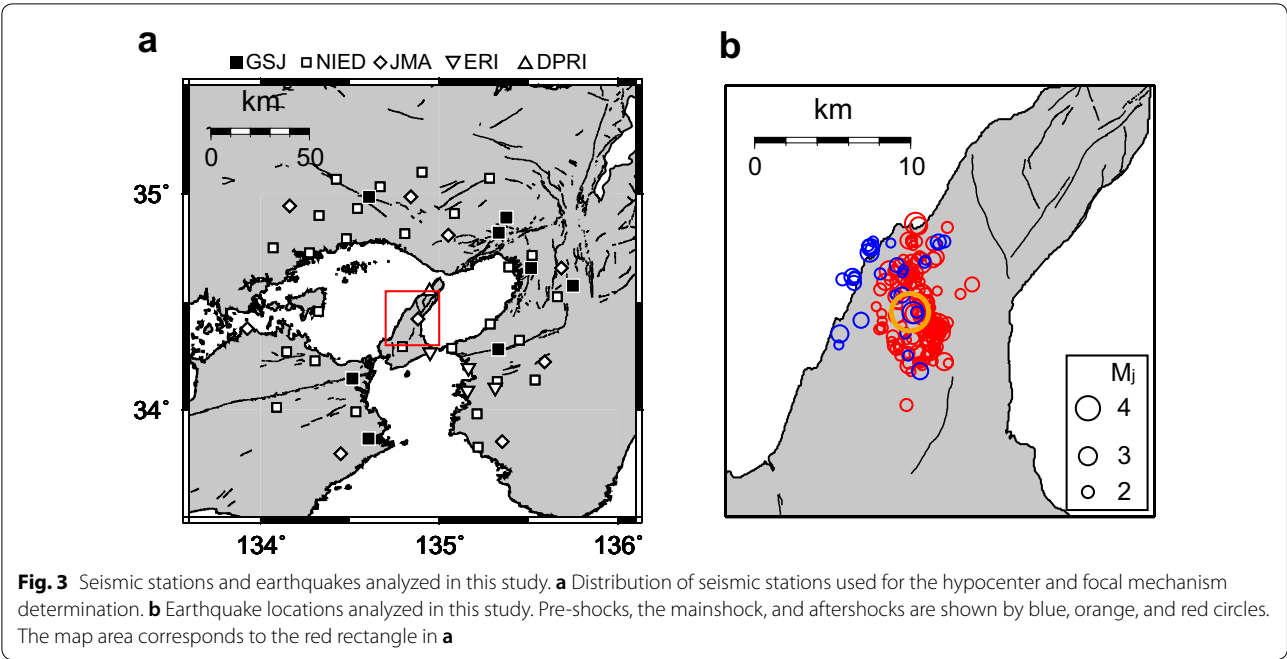 a
■GSJ □NIED ◇JMA ▽ERI △DPRI
km
0 50
35°
34°
134° 135° 136°
b
km
0 10
Mj
4
3
2
Fig. 3 Seismic stations and earthquakes analyzed in this study. a Distribution of seismic stations used for the hypocenter and focal mechanism
determination. b Earthquake locations analyzed in this study. Pre-shocks, the mainshock, and aftershocks are shown by blue, orange, and red circles.
The map area corresponds to the red rectangle in a